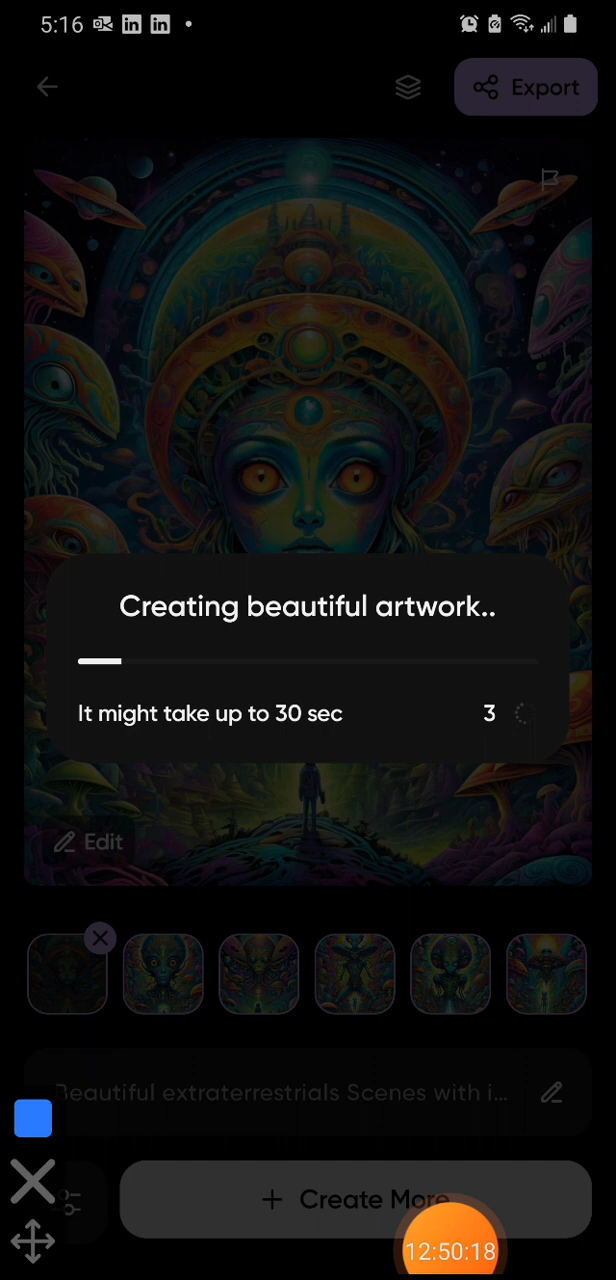 5:16
Export
Creating beautiful artwork..
It might take up to 30 sec 3
Edit
Beautiful extraterrestrials Scenes with i...
+ Create More
12:50:18